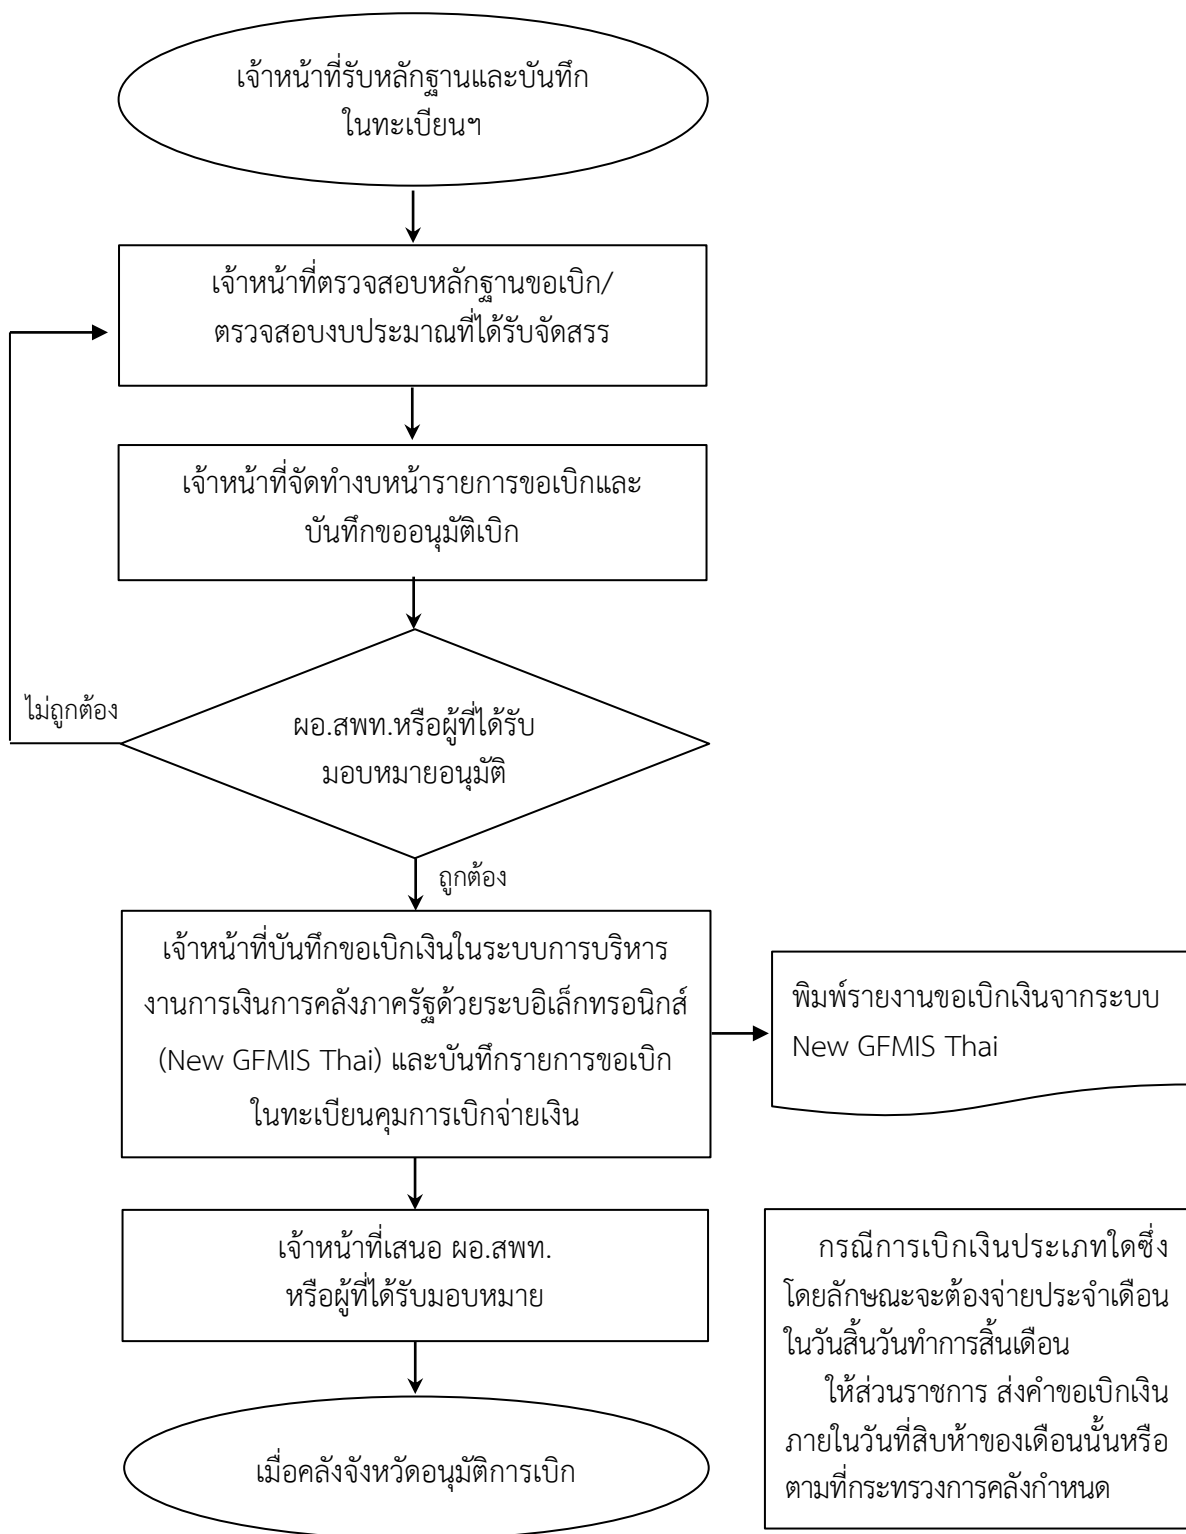 เจ้าหน้าที่รับหลักฐานและบันทึก
ในทะเบียนฯ
เจ้าหน้าที่ตรวจสอบหลักฐานขอเบิก/
ตรวจสอบงบประมาณที่ได้รับจัดสรร
เจ้าหน้าที่จัดทำงบหน้ารายการขอเบิกและ
บันทึกขออนุมัติเบิก
ไม่ถูกต้อง
ผอ.สพท.หรือผู้ที่ได้รับ
มอบหมายอนุมัติ
ถูกต้อง
เจ้าหน้าที่บันทึกขอเบิกเงินในระบบการบริหาร
งานการเงินการคลังภาครัฐด้วยระบอิเล็กทรอนิกส์
(New GFMIS Thai) และบันทึกรายการขอเบิก
ในทะเบียนคุมการเบิกจ่ายเงิน
พิมพ์รายงานขอเบิกเงินจากระบบ
New GFMIS Thai
เจ้าหน้าที่เสนอ ผอ.สพท.
หรือผู้ที่ได้รับมอบหมาย
กรณีการเบิกเงินประเภทใดซึ่ง
โดยลักษณะจะต้องจ่ายประจำเดือน
ในวันสิ้นวันทำการสิ้นเดือน
ให้ส่วนราชการ ส่งคำขอเบิกเงิน
ภายในวันที่สิบห้าของเดือนนั้นหรือ
ตามที่กระทรวงการคลังกำหนด
เมื่อคลังจังหวัดอนุมัติการเบิก